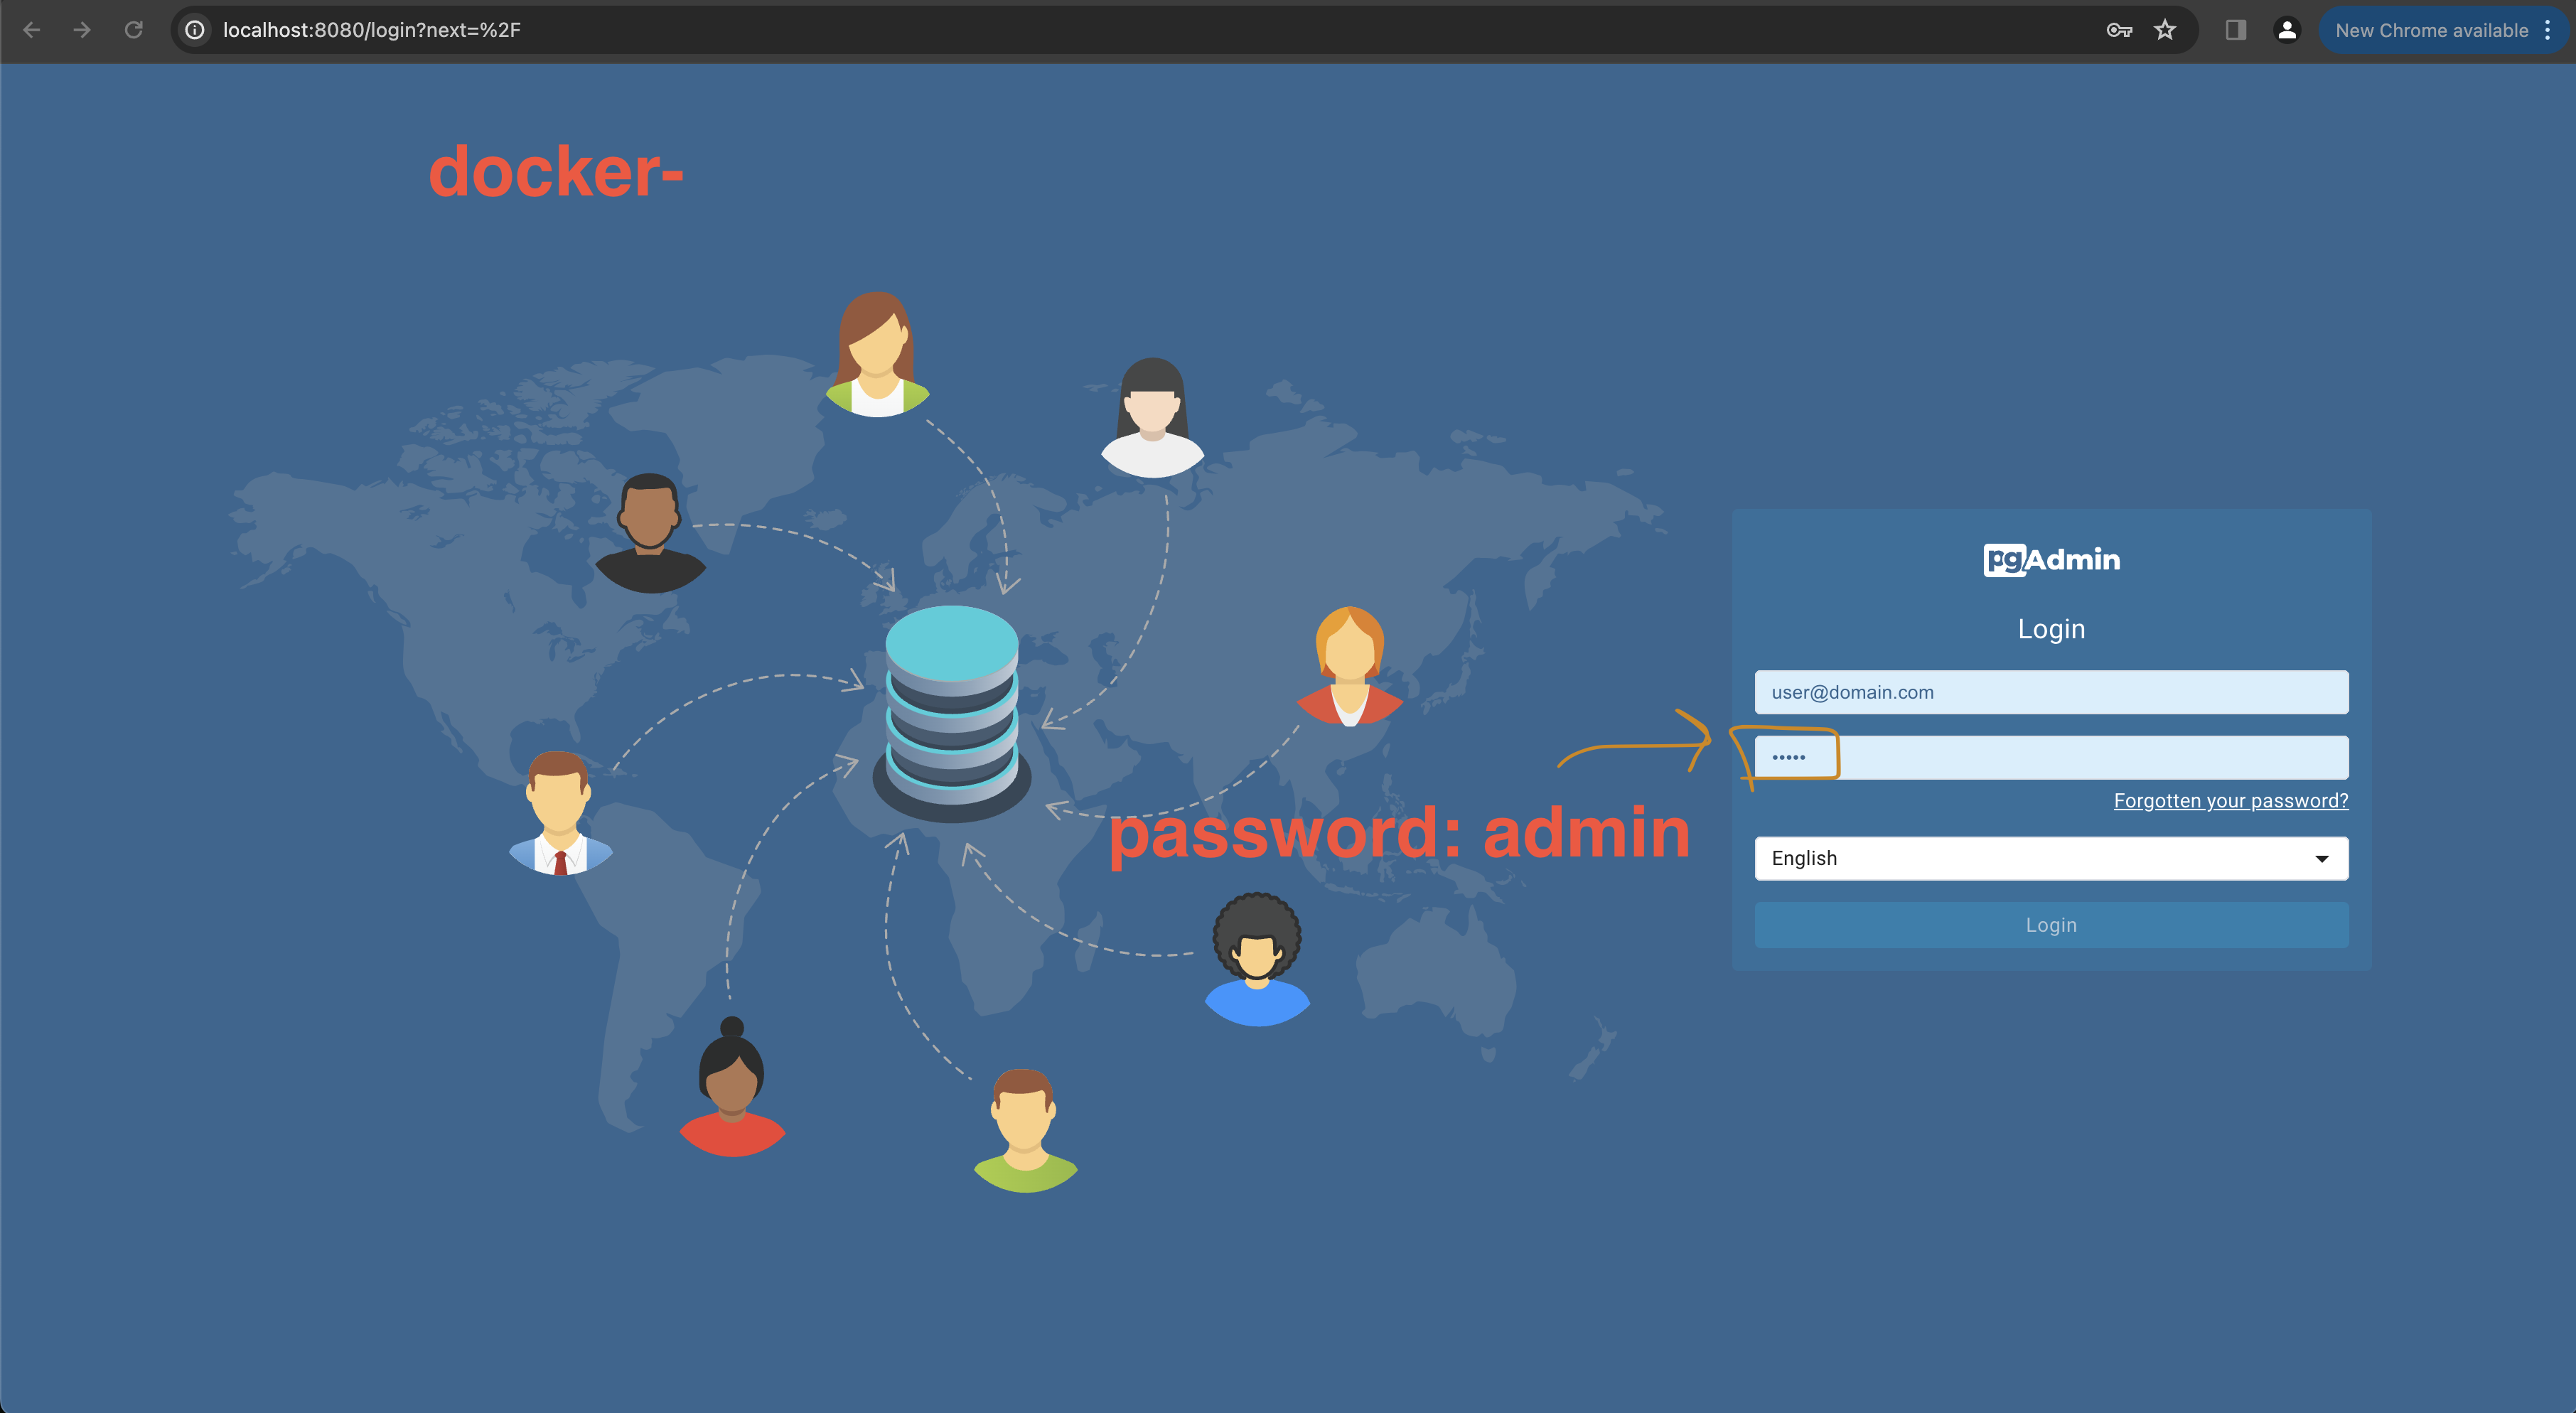 localhost:8080/login?next=%2F
New Chrome available
docker-
pgAdmin
Login
user@domain.com
•••••
Forgotten your password?
password: admin
English
Login